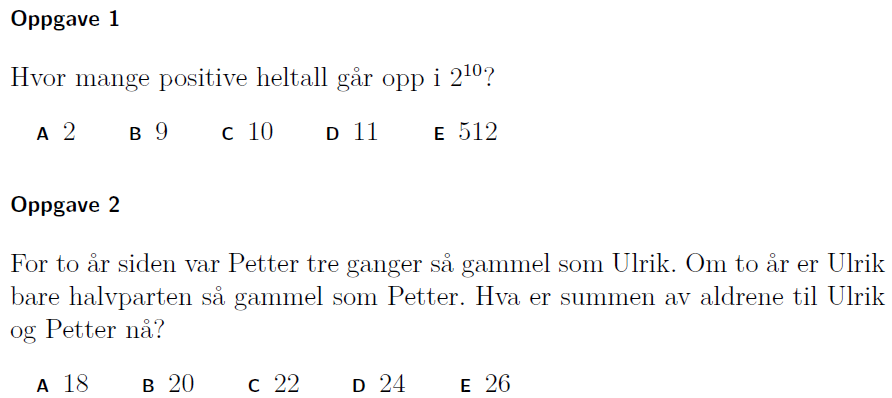 Oppgave 1
Hvor mange positive heltall går opp i 2¹⁰?
A 2 B 9 C 10 D 11 E 512
Oppgave 2
For to år siden var Petter tre ganger så gammel som Ulrik. Om to år er Ulrik
bare halvparten så gammel som Petter. Hva er summen av aldrene til Ulrik
og Petter nå?
A 18 B 20 C 22 D 24 E 26